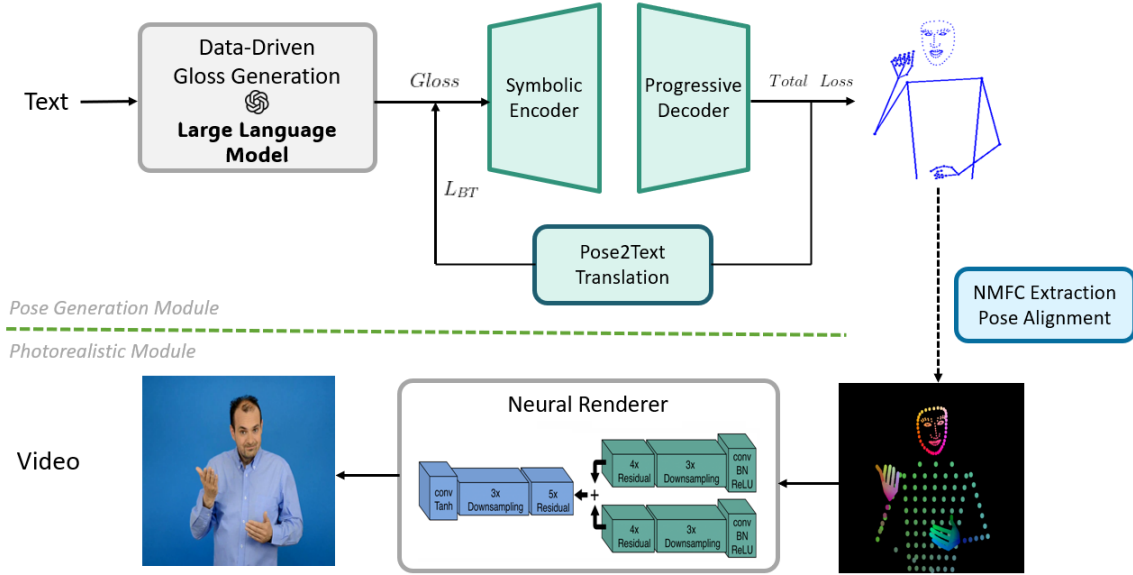 Text
Data-Driven
Gloss Generation
Large Language
Model
Gloss
Symbolic
Encoder
Progressive
Decoder
Total Loss
L_{BT}
Pose2Text
Translation
Pose Generation Module
NMFC Extraction
Pose Alignment
Photorealistic Module
Video
Neural Renderer
conv
Tanh
3x
Downsampling
5x
Residual
+
4x
Residual
3x
Downsampling
conv
BN
ReLU
4x
Residual
3x
Downsampling
conv
BN
ReLU